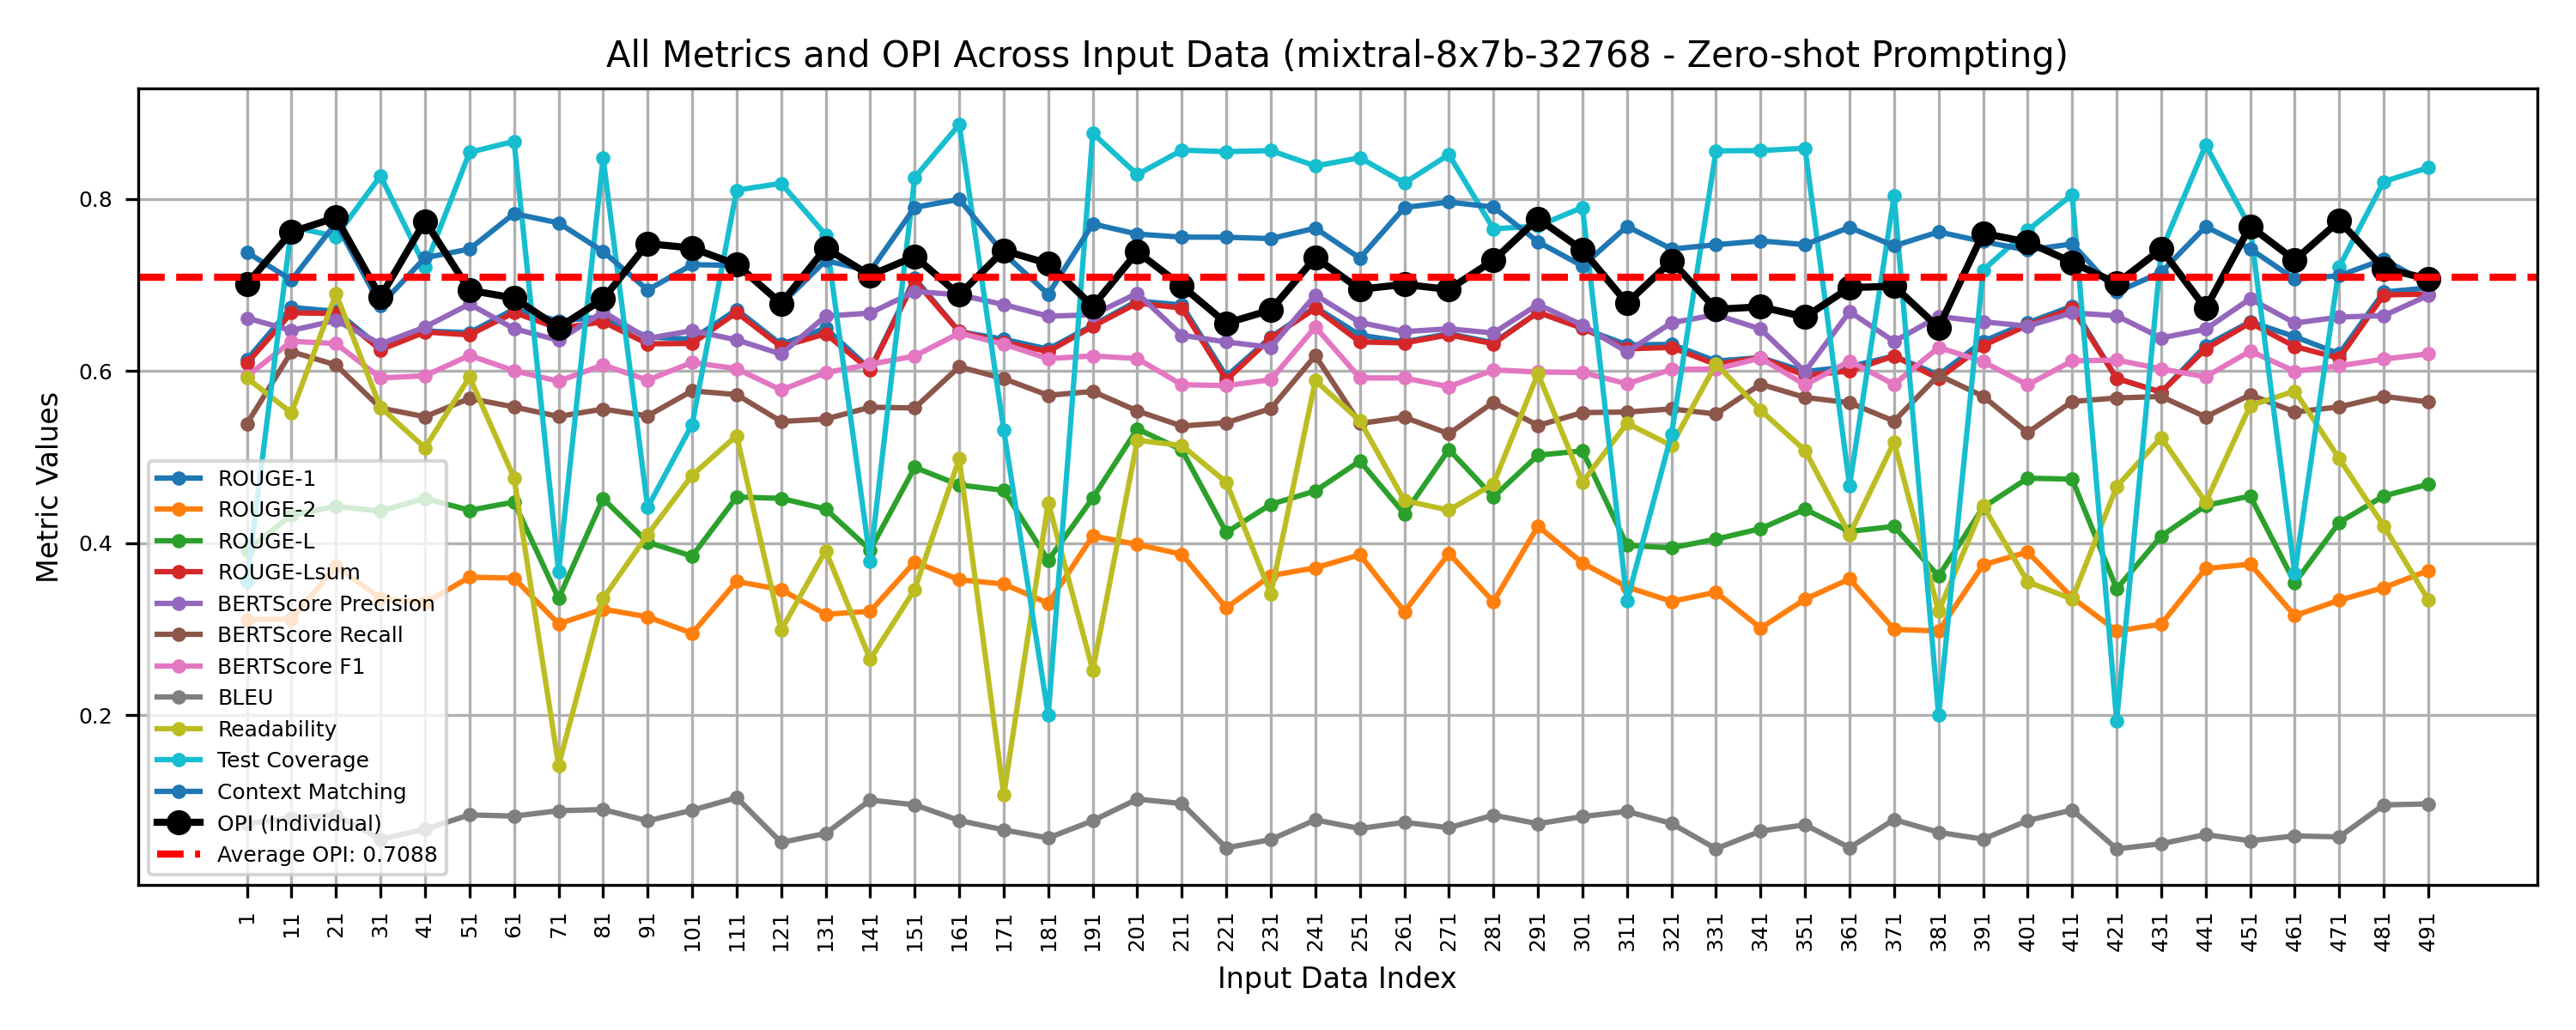 All Metrics and OPI Across Input Data (mixtral-8x7b-32768 - Zero-shot Prompting)
Metric Values
0.8
0.6
0.4
0.2
ROUGE-1
ROUGE-2
ROUGE-L
ROUGE-Lsum
BERTScore Precision
BERTScore Recall
BERTScore F1
BLEU
Readability
Test Coverage
Context Matching
OPI (Individual)
Average OPI: 0.7088
1 11 21 31 41 51 61 71 81 91 101 111 121 131 141 151 161 171 181 191 201 211 221 231 241 251 261 271 281 291 301 311 321 331 341 351 361 371 381 391 401 411 421 431 441 451 461 471 481 491
Input Data Index